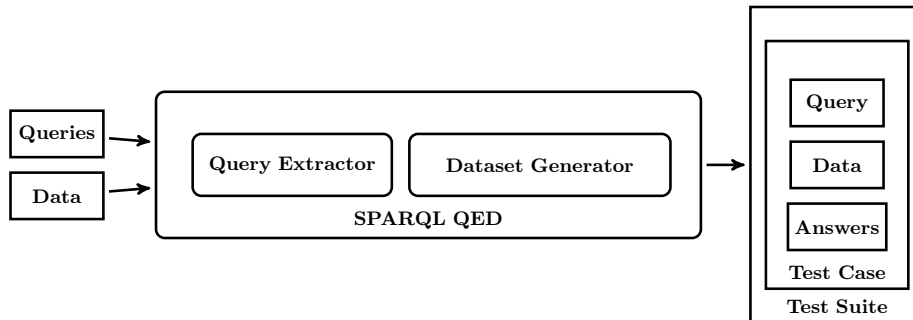 Queries
Data
Query Extractor
Dataset Generator
SPARQL QED
Query
Data
Answers
Test Case
Test Suite